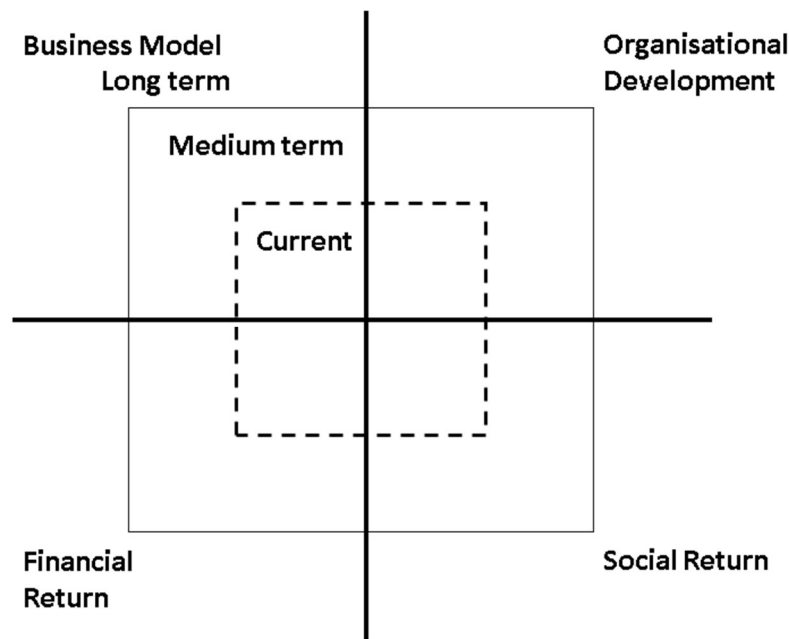 Business Model
Long term
Organisational
Development
Medium term
Current
Financial
Return
Social Return